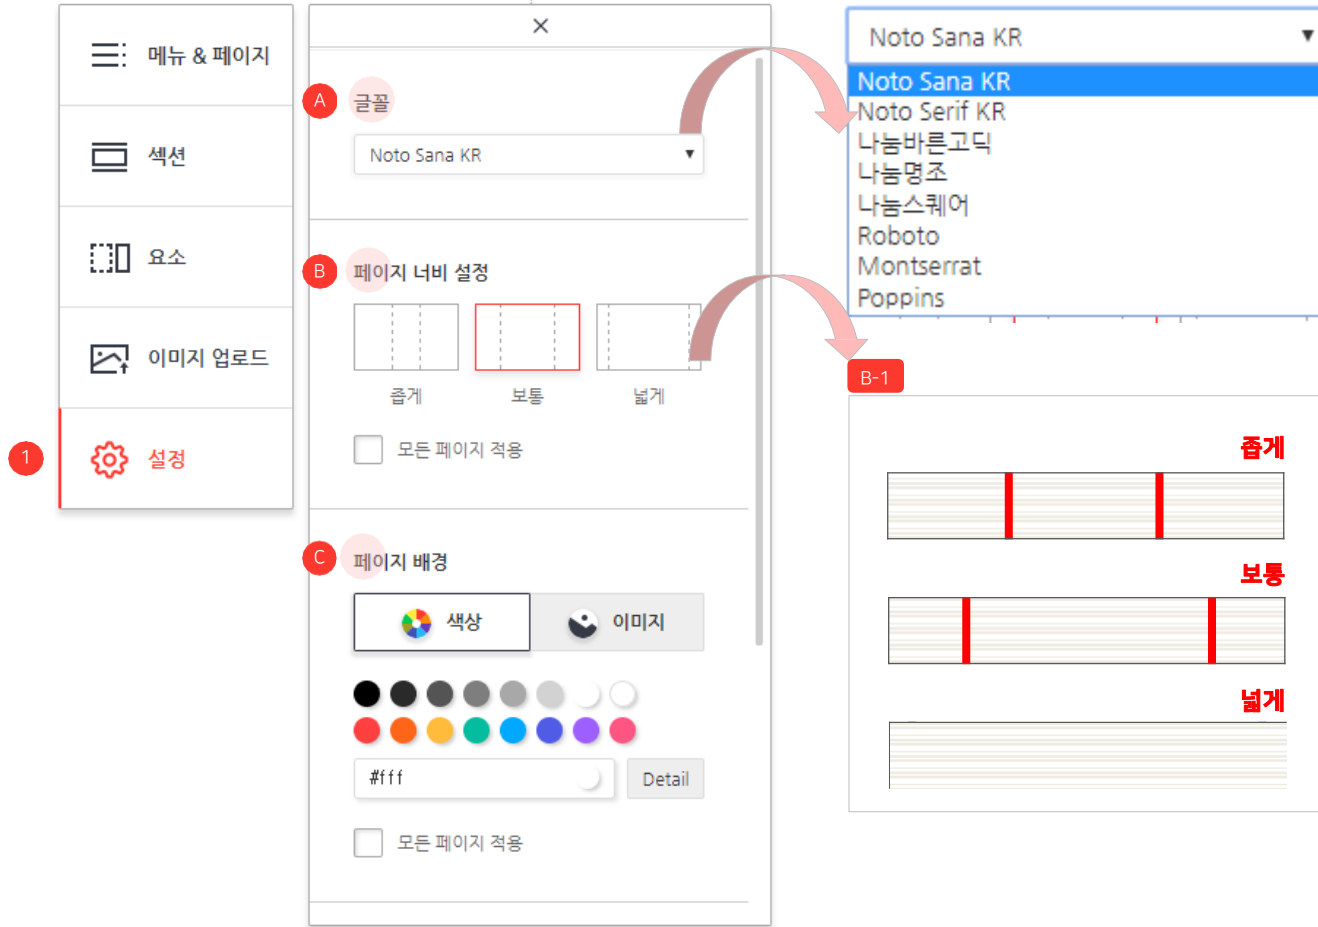 메뉴 & 페이지
섹션
요소
이미지 업로드
1
설정
A
글꼴
Noto Sana KR
B
페이지 너비 설정
좁게
보통
넓게
모든 페이지 적용
C
페이지 배경
색상
이미지
#fff
Detail
모든 페이지 적용
Noto Sana KR
Noto Sana KR
Noto Serif KR
나눔바른고딕
나눔명조
나눔스퀘어
Roboto
Montserrat
Poppins
B-1
좁게
보통
넓게